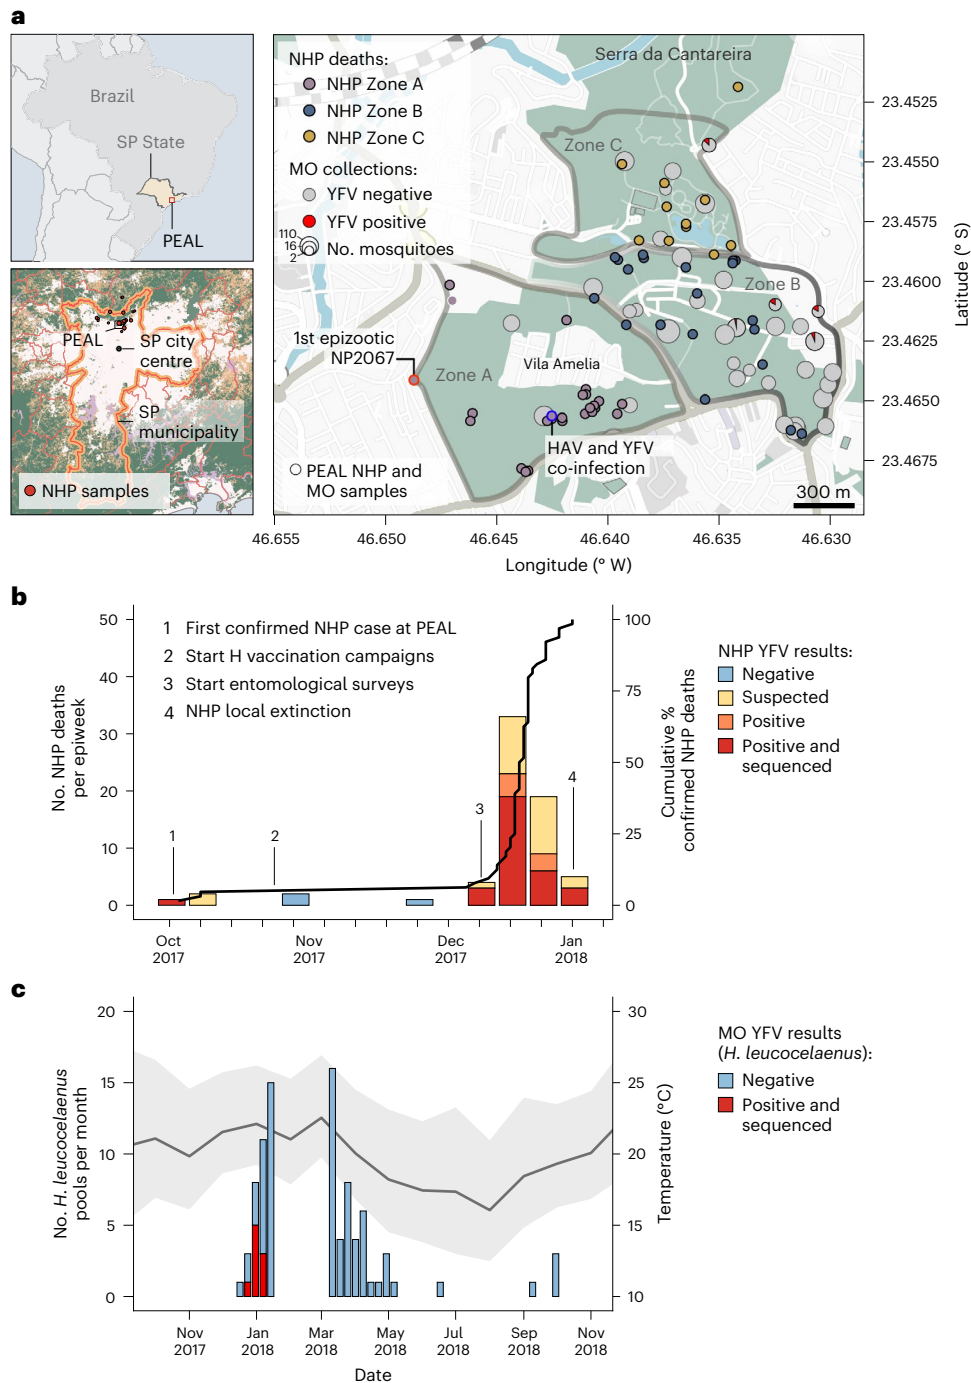 a
Brazil
SP State
PEAL
PEAL
SP city
centre
SP
municipality
NHP samples
NHP deaths:
NHP Zone A
NHP Zone B
NHP Zone C
MO collections:
YFV negative
YFV positive
110
16
2
No. mosquitoes
Serra da Cantareira
Zone C
Zone B
1st epizootic
NP2067
Zone A
Vila Amelia
HAV and YFV
co-infection
PEAL NHP and
MO samples
300 m
23.4525
23.4550
23.4575
23.4600
23.4625
23.4650
23.4675
Latitude (° S)
46.655
46.650
46.645
46.640
46.635
46.630
Longitude (° W)
b
50
40
30
20
10
0
No. NHP deaths
per epiweek
1 First confirmed NHP case at PEAL
2 Start H vaccination campaigns
3 Start entomological surveys
4 NHP local extinction
1
2
3
4
100
75
50
25
0
Cumulative %
confirmed NHP deaths
NHP YFV results:
Negative
Suspected
Positive
Positive and
sequenced
Oct
2017
Nov
2017
Dec
2017
Jan
2018
c
20
15
10
5
0
No. H. leucocelaenus
pools per month
30
25
20
15
10
Temperature (°C)
MO YFV results
(H. leucocelaenus):
Negative
Positive and
sequenced
Nov
2017
Jan
2018
Mar
2018
May
2018
Jul
2018
Sep
2018
Nov
2018
Date